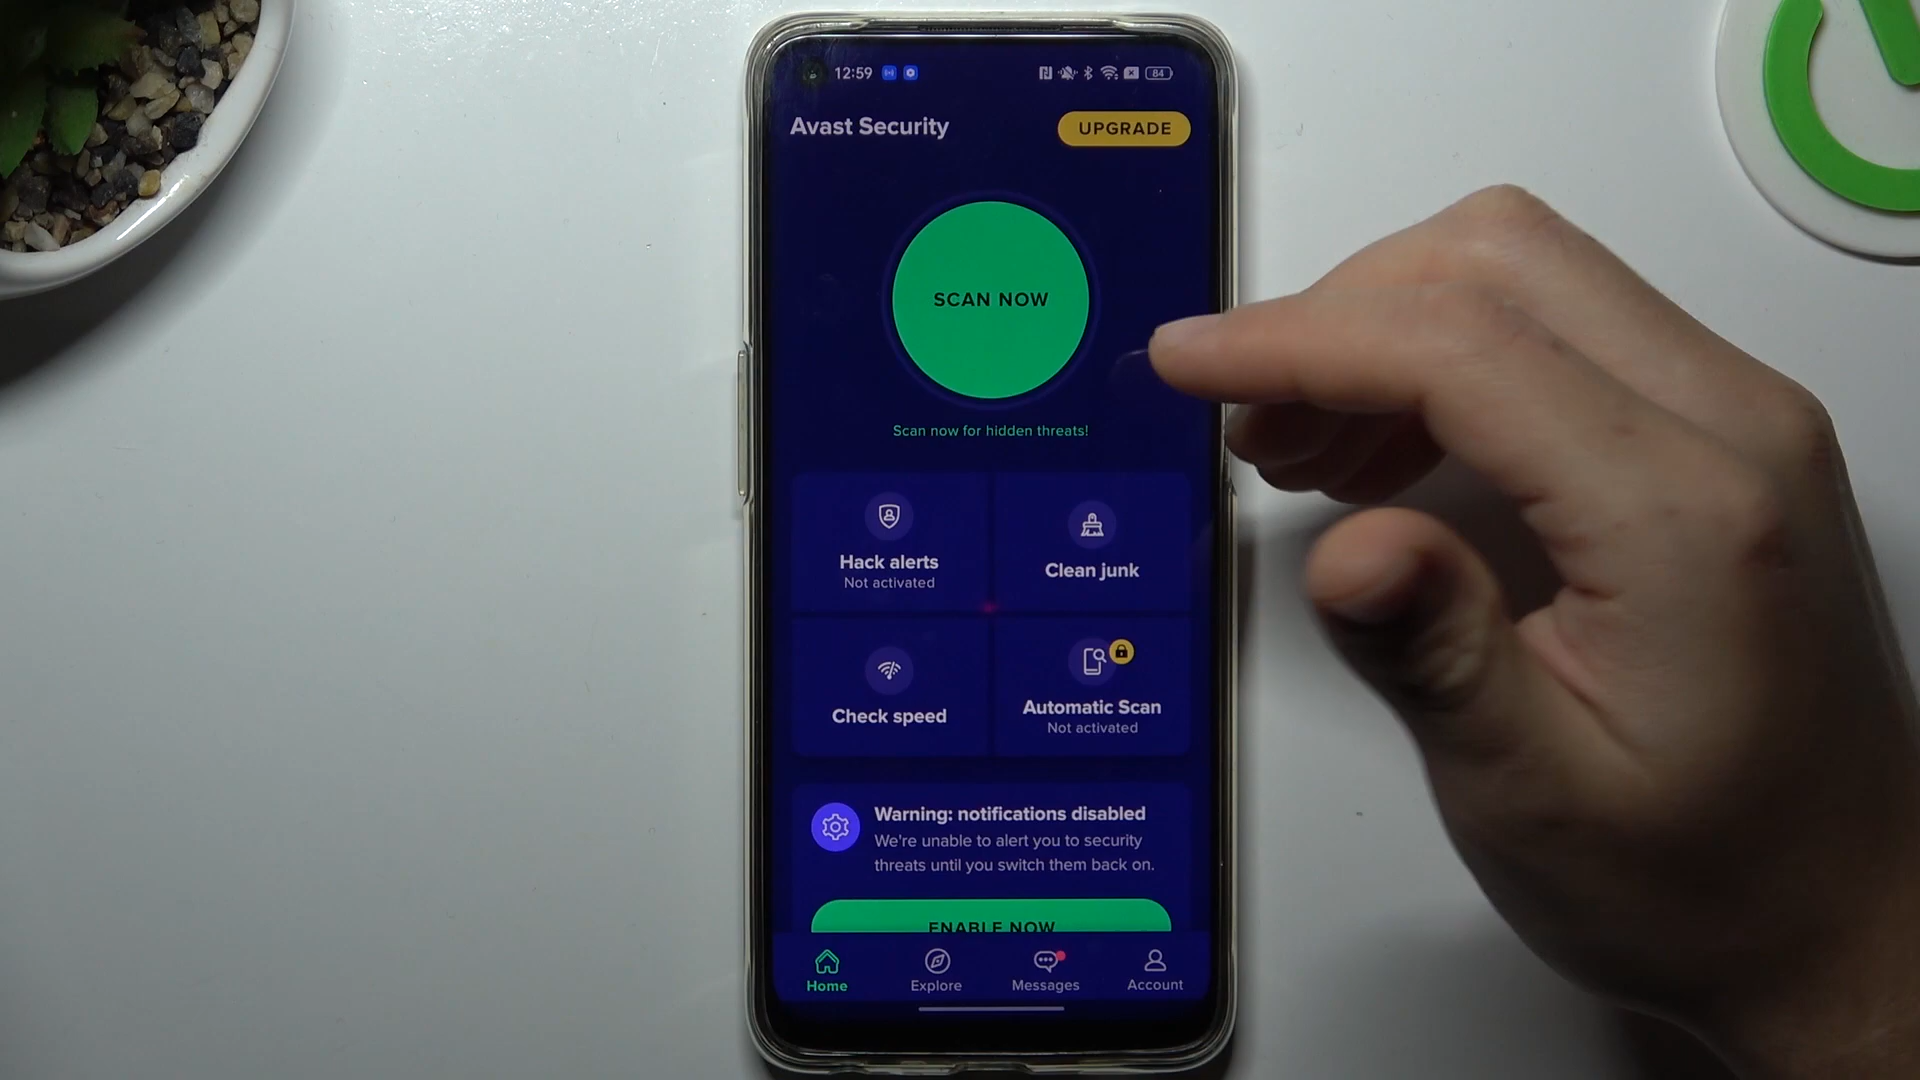 12:59
84
Avast Security
UPGRADE
SCAN NOW
Scan now for hidden threats!
Hack alerts
Not activated
Clean junk
Check speed
Automatic Scan
Not activated
Warning: notifications disabled
We're unable to alert you to security
threats until you switch them back on.
ENABLE NOW
Home
Explore
Messages
Account